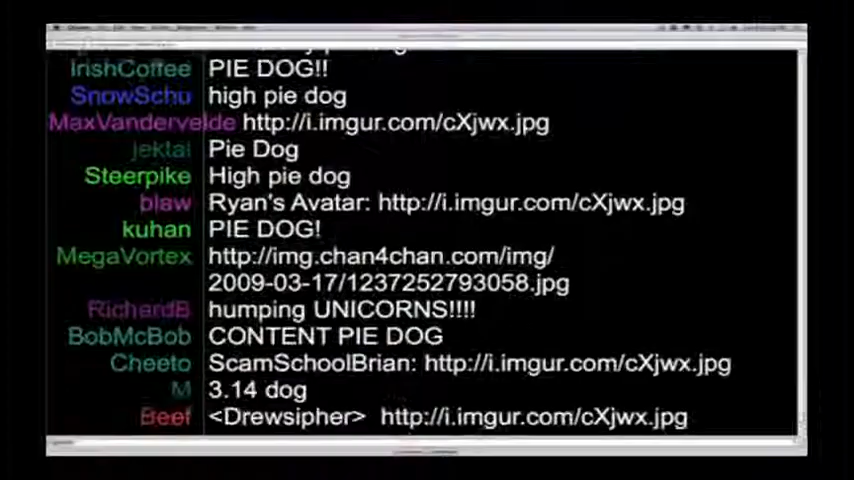 IrishCoffee PIE DOG!!
SnowSchu high pie dog
MaxVandervelde http://i.imgur.com/cXjwx.jpg
jektal Pie Dog
Steerpike High pie dog
blaw Ryan's Avatar: http://i.imgur.com/cXjwx.jpg
kuhan PIE DOG!
MegaVortex http://img.chan4chan.com/img/
2009-03-17/1237252793058.jpg
RichardB humping UNICORNS!!!!
BobMcBob CONTENT PIE DOG
Cheeto ScamSchoolBrian: http://i.imgur.com/cXjwx.jpg
M 3.14 dog
Beef <Drewsipher> http://i.imgur.com/cXjwx.jpg